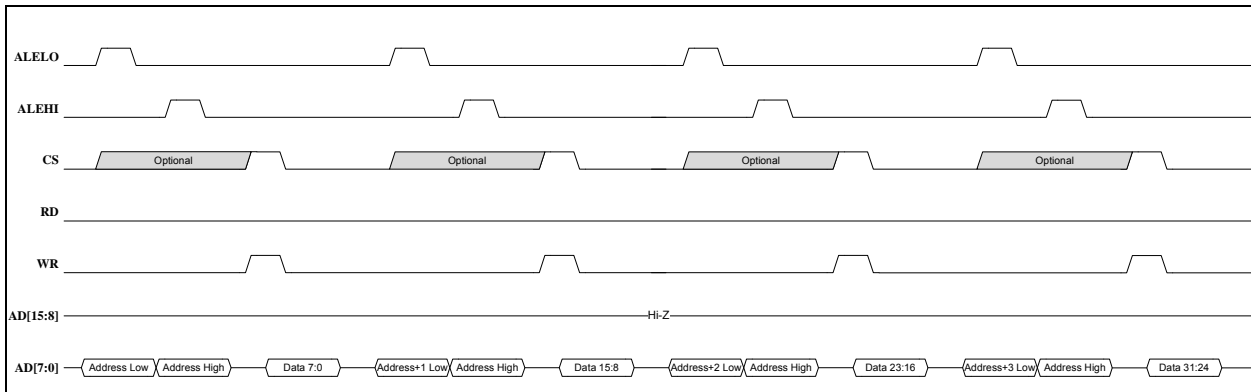 ALELO
ALEHI
CS Optional Optional Optional Optional
RD
WR
AD[15:8] Hi-Z
AD[7:0] Address Low Address High Data 7:0 Address+1 Low Address High Data 15:8 Address+2 Low Address High Data 23:16 Address+3 Low Address High Data 31:24